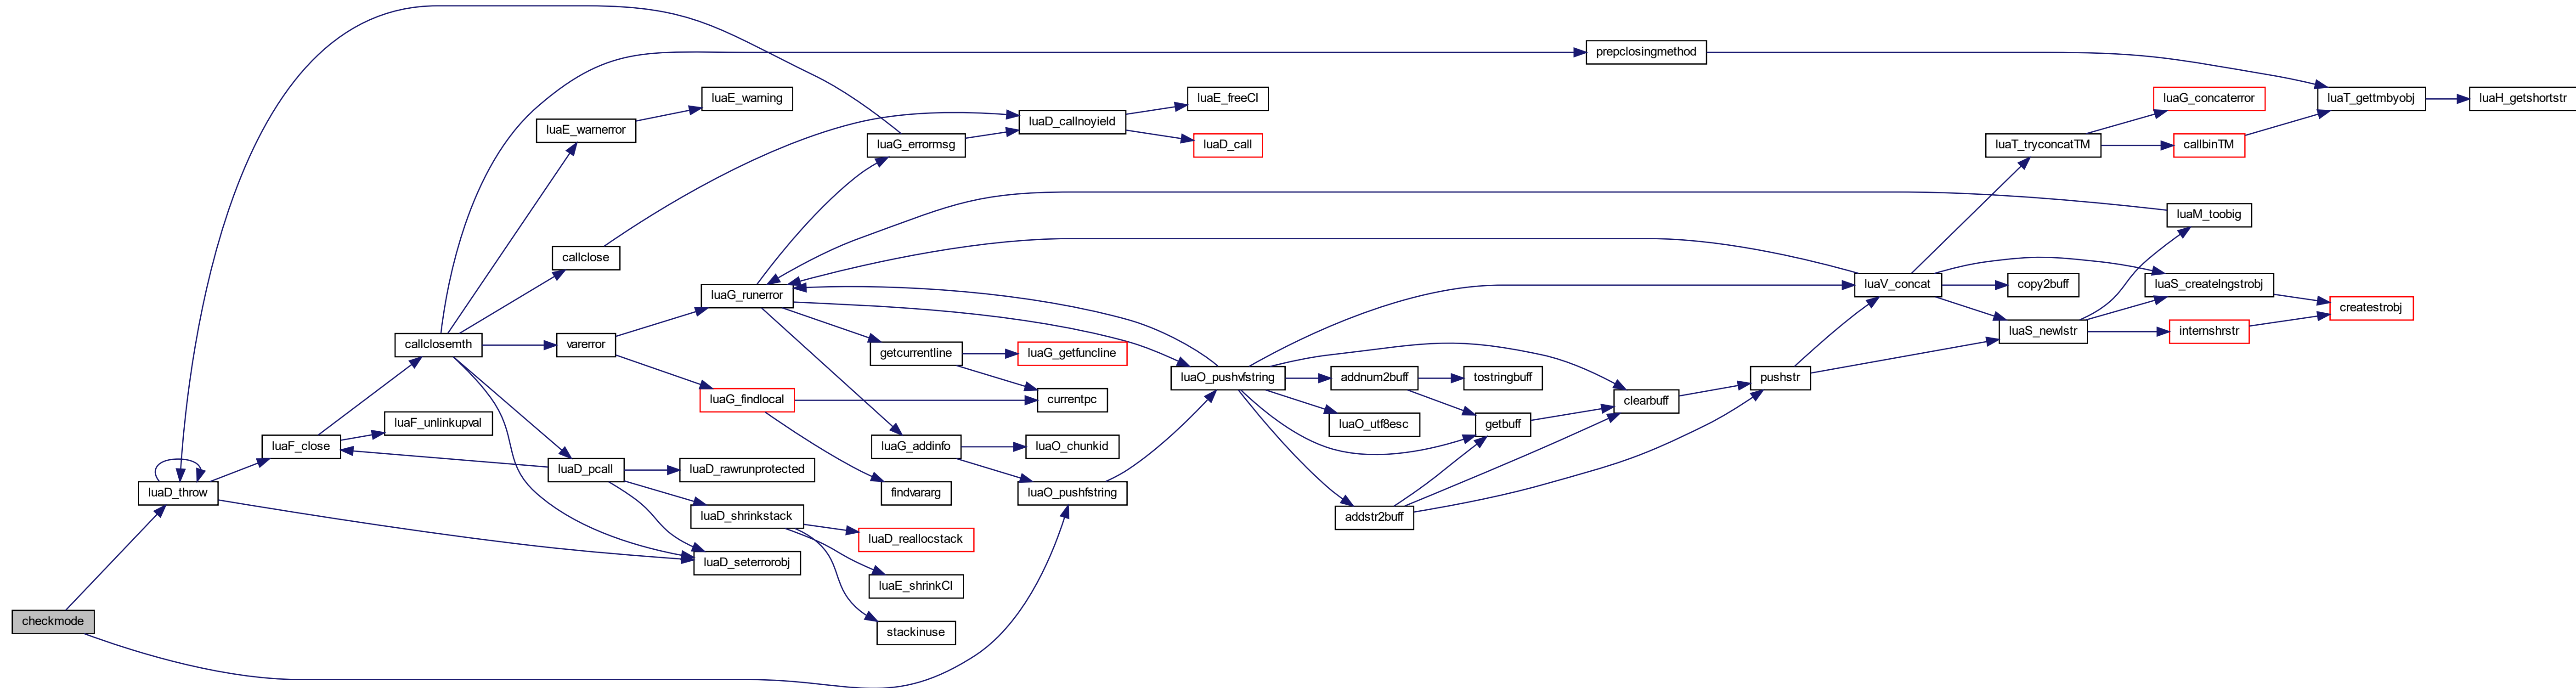 prepclosingmethod
luaE_warning
luaE_freeCI
luaG_concaterror
luaT_gettmbyobj
luaH_getshortstr
luaE_warnerror
luaD_callnoyield
luaG_errormsg
luaD_call
luaT_tryconcatTM
callbinTM
luaM_toobig
callclose
luaG_runerror
luaV_concat
copy2buff
luaS_createlngstrobj
createstrobj
luaS_newlstr
internshrstr
callclosemth
varerror
getcurrentline
luaG_getfuncline
luaO_pushvfstring
addnum2buff
tostringbuff
pushstr
luaG_findlocal
currentpc
clearbuff
luaF_unlinkupval
luaO_utf8esc
getbuff
luaF_close
luaG_addinfo
luaO_chunkid
luaD_pcall
luaD_rawrunprotected
luaD_throw
findvararg
luaO_pushfstring
luaD_shrinkstack
addstr2buff
luaD_reallocstack
luaD_seterrorobj
luaE_shrinkCI
checkmode
stackinuse